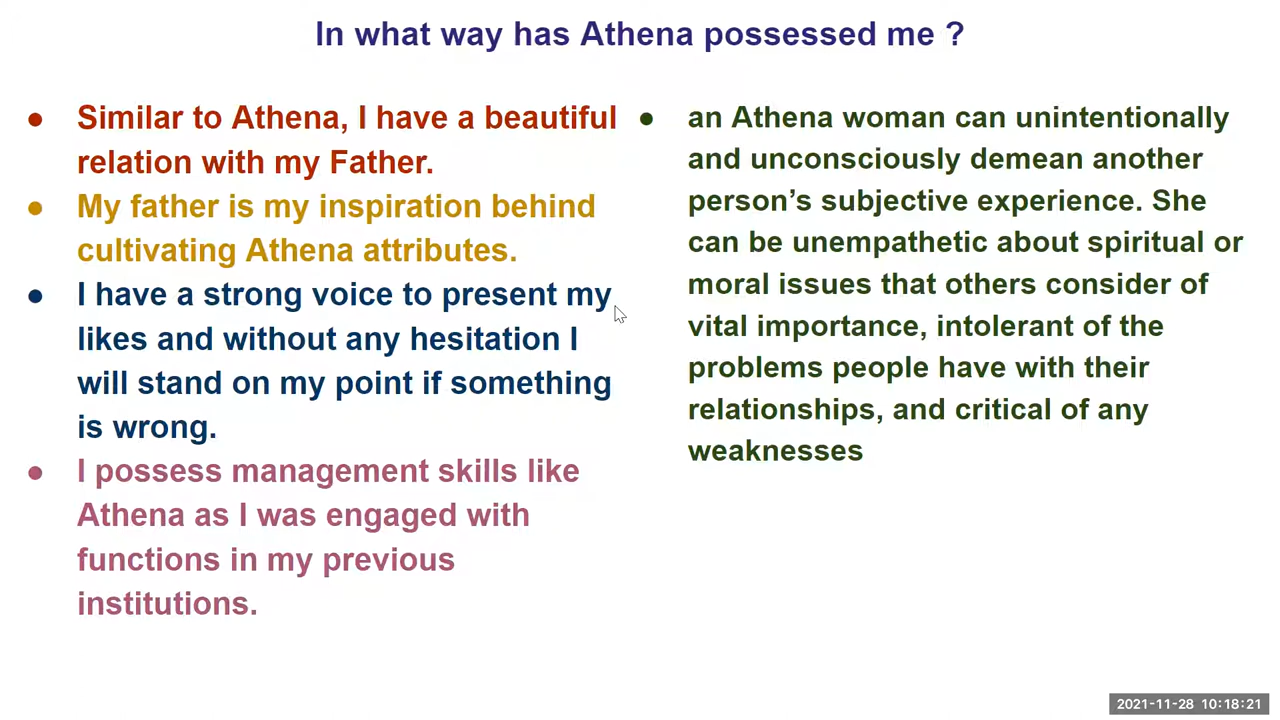 In what way has Athena possessed me ?
● Similar to Athena, I have a beautiful
relation with my Father.
● My father is my inspiration behind
cultivating Athena attributes.
● I have a strong voice to present my
likes and without any hesitation I
will stand on my point if something
is wrong.
● I possess management skills like
Athena as I was engaged with
functions in my previous
institutions.
● an Athena woman can unintentionally
and unconsciously demean another
person’s subjective experience. She
can be unempathetic about spiritual or
moral issues that others consider of
vital importance, intolerant of the
problems people have with their
relationships, and critical of any
weaknesses
2021-11-28 10:18:21